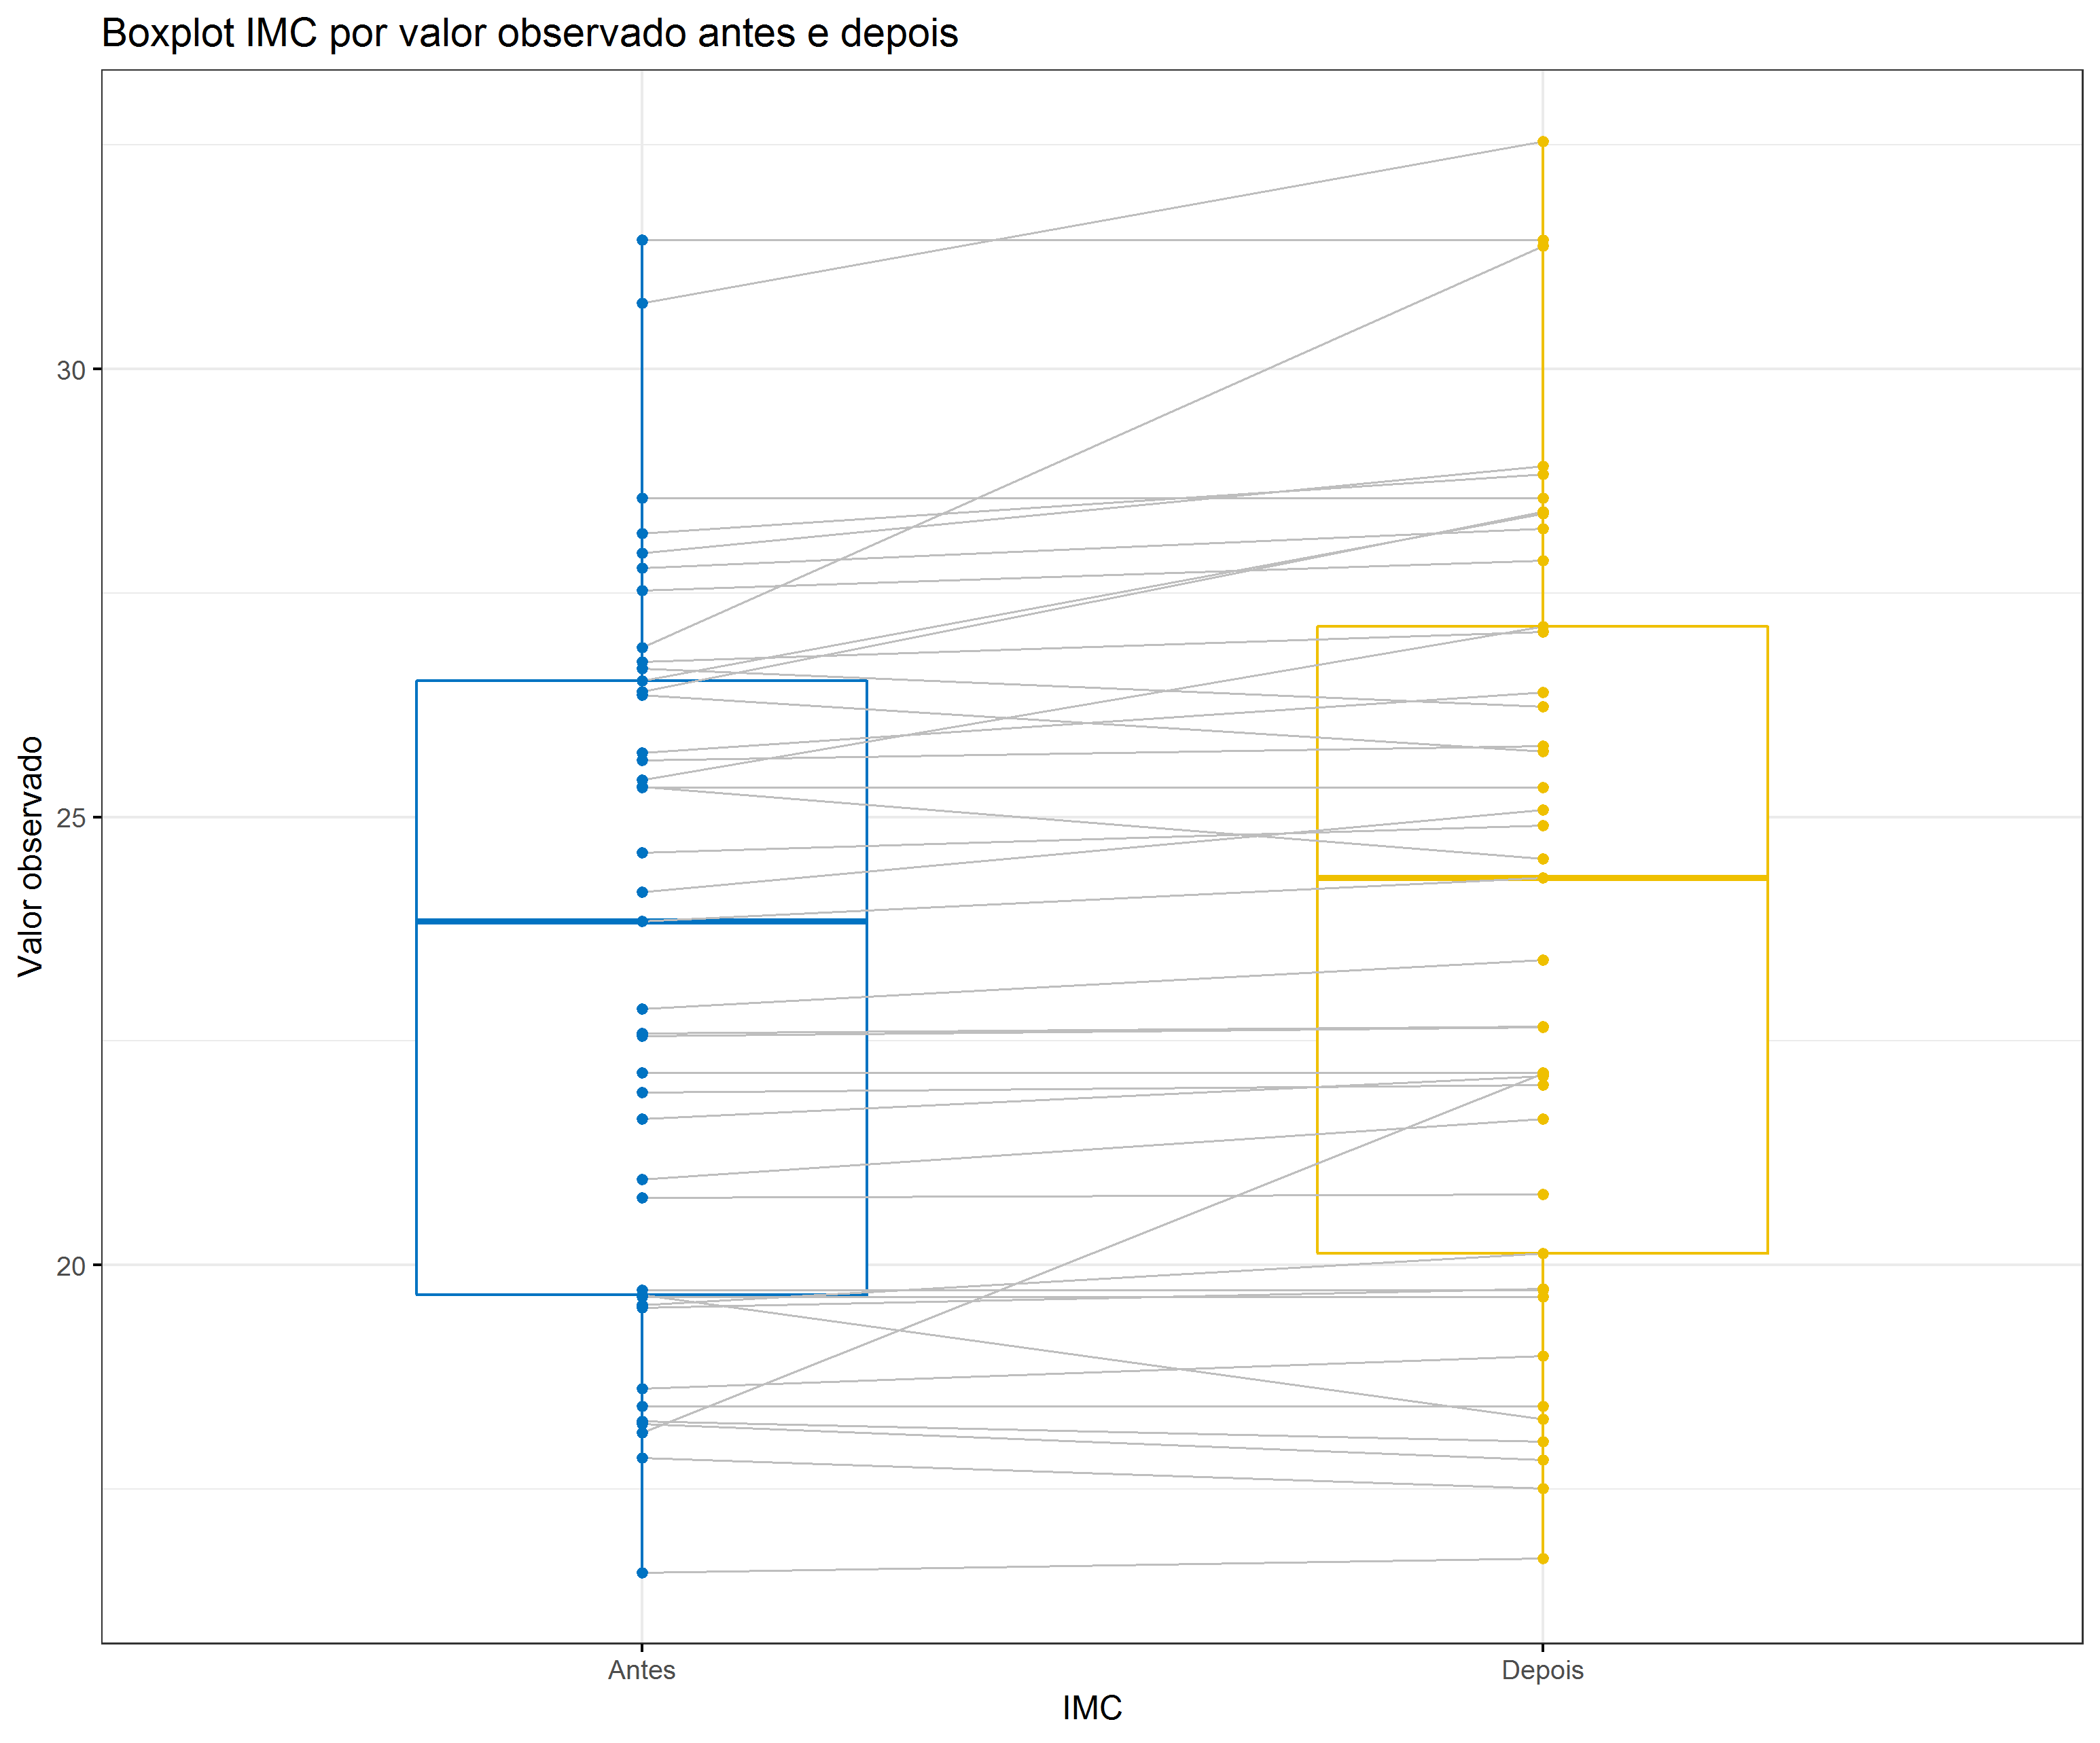 Boxplot IMC por valor observado antes e depois
Valor observado
30
25
20
Antes
Depois
IMC